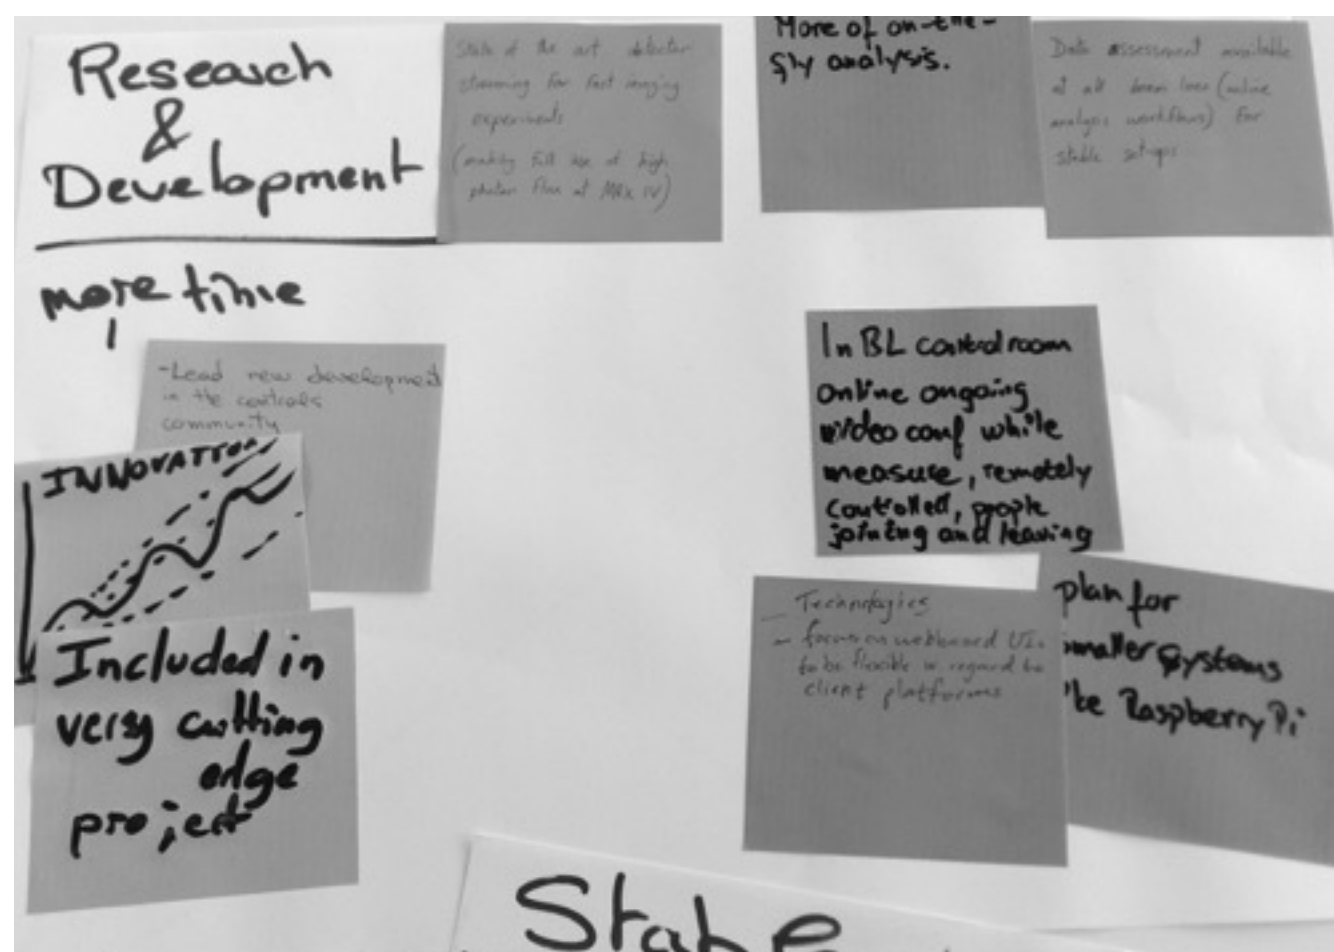 Research
&
Development
more time
State of the art detector
streaming for fast imaging
experiments
(making full use of high
photon flux at MAX IV)
More of on-the-
fly analysis.
Data assessment available
at all beam lines (online
analysis workflows) for
stable set-ups
-Lead new development
in the controls
community
INNOVATION
Included in
very cutting
edge
project
In BL control room
online ongoing
video conf while
measure, remotely
controlled, people
joining and leaving
- Technologies
- focus on webbased UIs
to be flexible in regard to
client platforms
plan for
smaller systems
Raspberry Pi